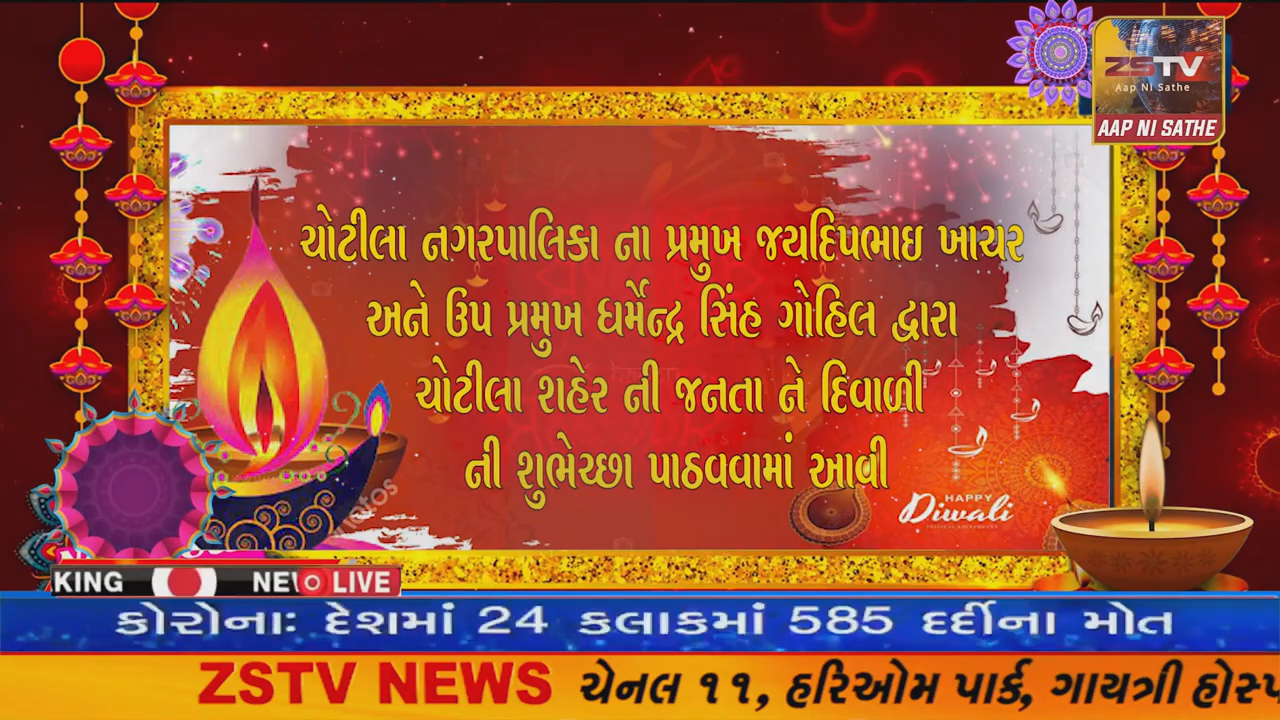 ZSTV
Aap Ni Sathe
AAP NI SATHE
ચોટીલા નગરપાલિકા ના પ્રમુખ જયદિપભાઇ ખાચર
અને ઉપ પ્રમુખ ધર્મેન્દ્ર સિંહ ગોહિલ દ્વારા
ચોટીલા શહેર ની જનતા ને દિવાળી
ની શુભેચ્છા પાઠવવામાં આવી
HAPPY
Diwali
KING NEW LIVE
કોરોનાઃ દેશમાં 24 કલાકમાં 585 દર્દીના મોત
ZSTV NEWS ચેનલ ૧૧, હરિઓમ પાર્ક, ગાયત્રી હોસ્પ